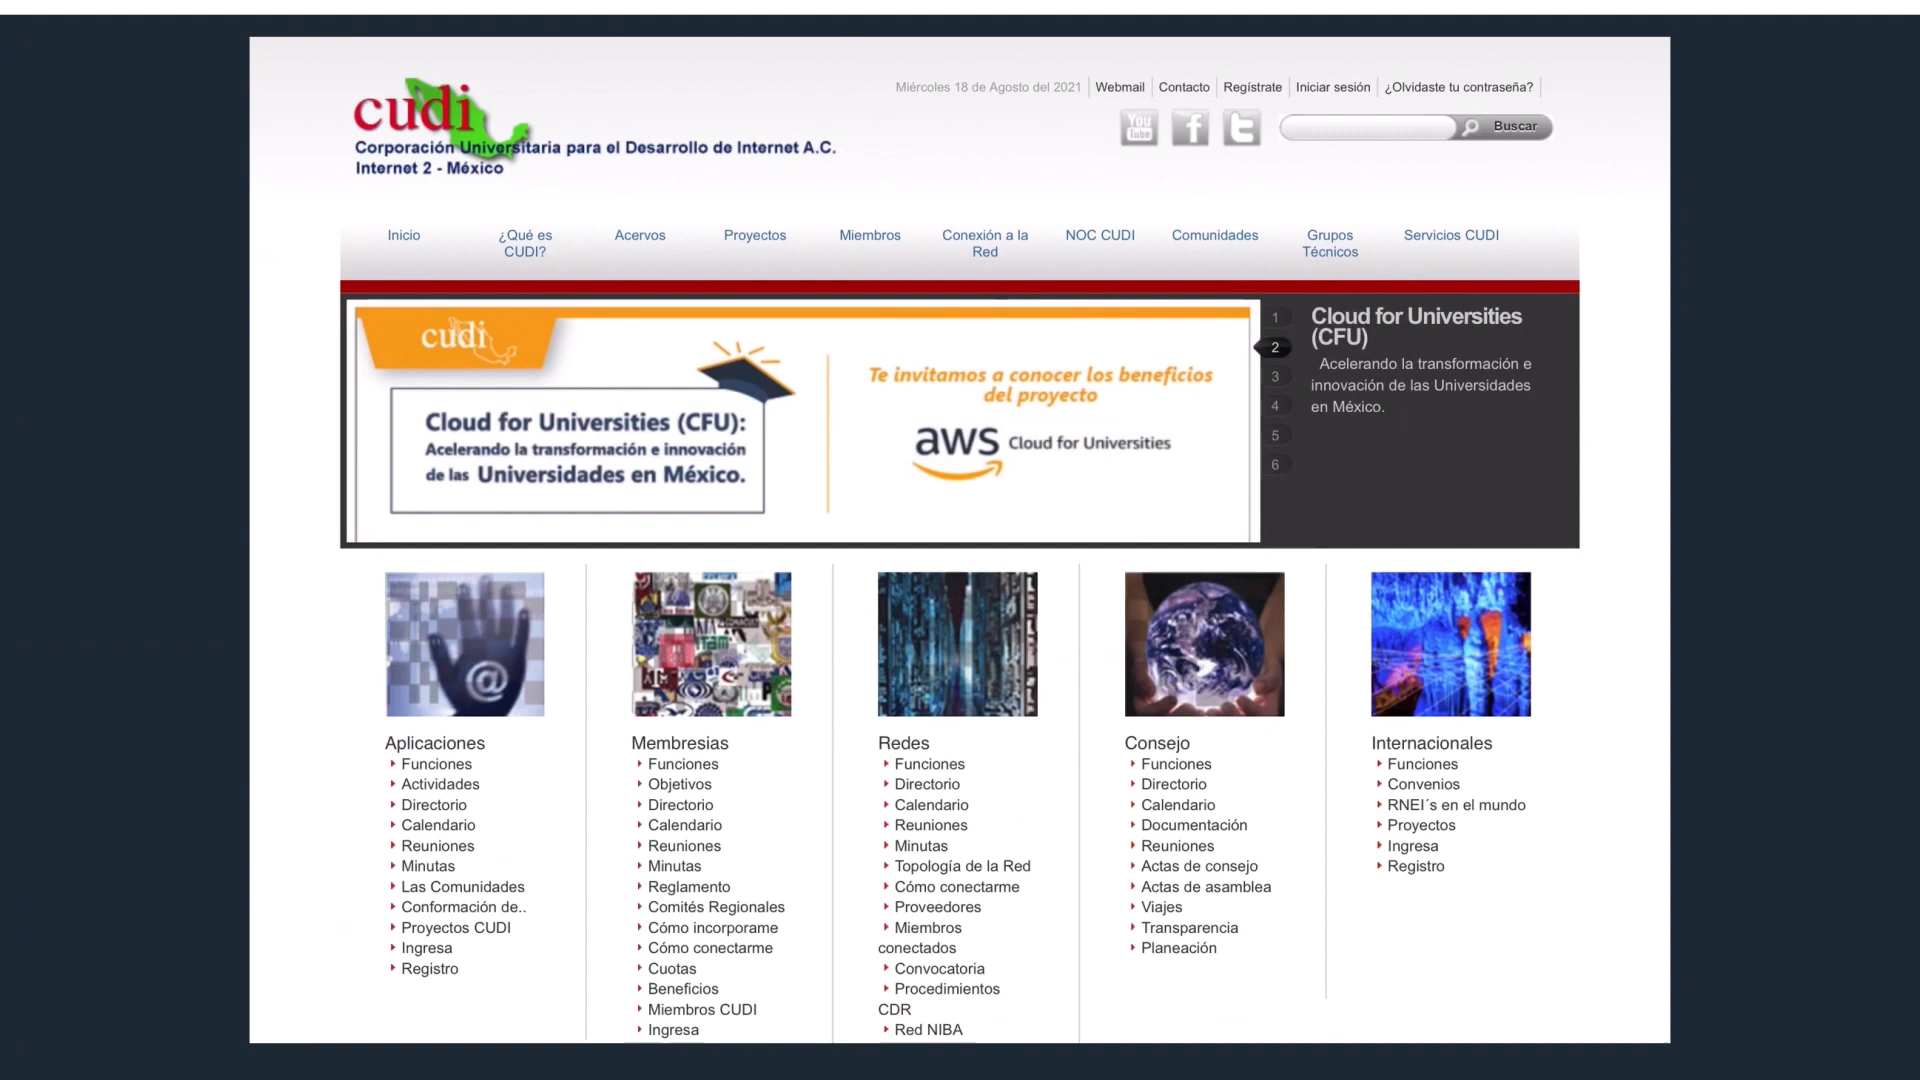 cudi
Corporación Universitaria para el Desarrollo de Internet A.C.
Internet 2 - México
Miércoles 18 de Agosto del 2021
Webmail
Contacto
Regístrate
Iniciar sesión
¿Olvidaste tu contraseña?
You
Tube
Buscar
Inicio
¿Qué es
CUDI?
Acervos
Proyectos
Miembros
Conexión a la
Red
NOC CUDI
Comunidades
Grupos
Técnicos
Servicios CUDI
cudi
Cloud for Universities (CFU):
Acelerando la transformación e innovación
de las Universidades en México.
Te invitamos a conocer los beneficios
del proyecto
aws Cloud for Universities
1
2
3
4
5
6
Cloud for Universities
(CFU)
Acelerando la transformación e
innovación de las Universidades
en México.
@
Aplicaciones
Funciones
Actividades
Directorio
Calendario
Reuniones
Minutas
Las Comunidades
Conformación de..
Proyectos CUDI
Ingresa
Registro
Membresias
Funciones
Objetivos
Directorio
Calendario
Reuniones
Minutas
Reglamento
Comités Regionales
Cómo incorporame
Cómo conectarme
Cuotas
Beneficios
Miembros CUDI
Ingresa
Redes
Funciones
Directorio
Calendario
Reuniones
Minutas
Topología de la Red
Cómo conectarme
Proveedores
Miembros
conectados
Convocatoria
Procedimientos
CDR
Red NIBA
Consejo
Funciones
Directorio
Calendario
Documentación
Reuniones
Actas de consejo
Actas de asamblea
Viajes
Transparencia
Planeación
Internacionales
Funciones
Convenios
RNEI´s en el mundo
Proyectos
Ingresa
Registro